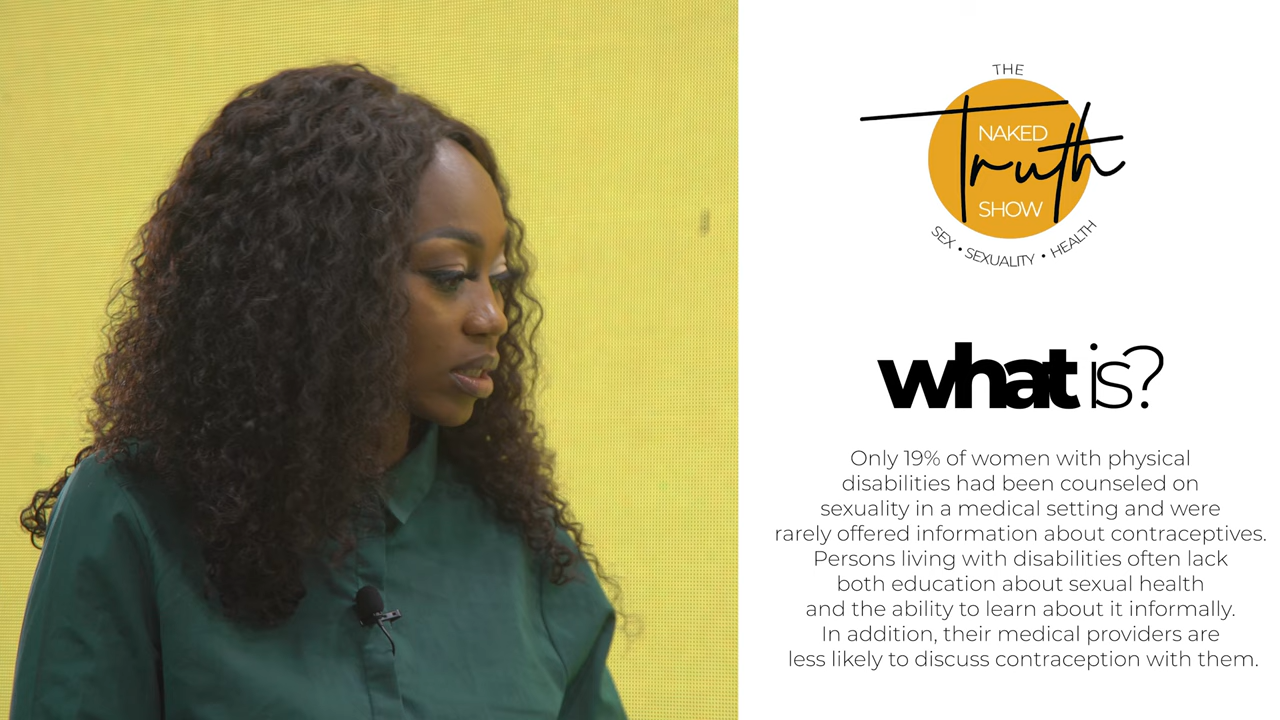 THE
NAKED
Truth
SHOW
SEX • SEXUALITY • HEALTH
what is?
Only 19% of women with physical
disabilities had been counseled on
sexuality in a medical setting and were
rarely offered information about contraceptives.
Persons living with disabilities often lack
both education about sexual health
and the ability to learn about it informally.
In addition, their medical providers are
less likely to discuss contraception with them.